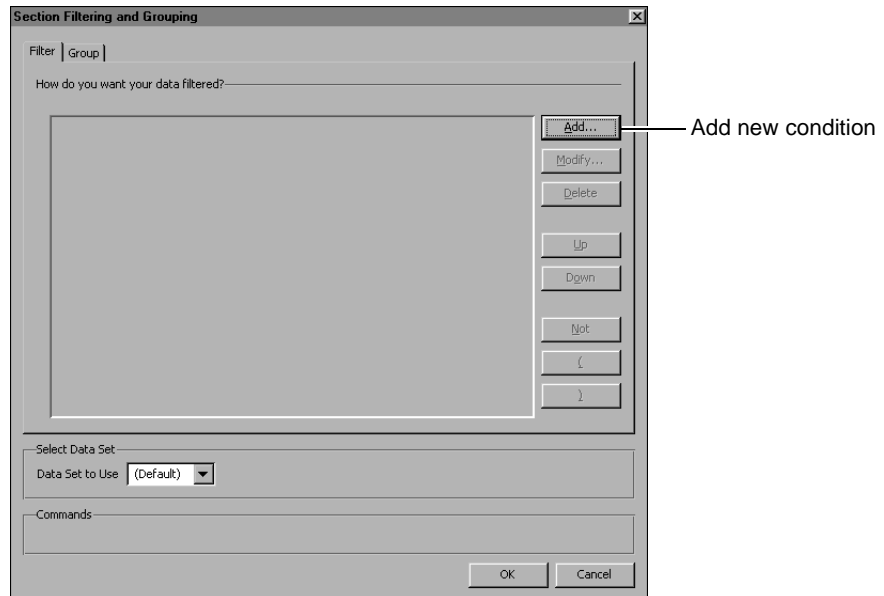 Section Filtering and Grouping
Filter
Group
How do you want your data filtered?
Add...
Add new condition
Modify...
Delete
Up
Down
Not
(
)
Select Data Set
Data Set to Use
(Default)
Commands
OK
Cancel